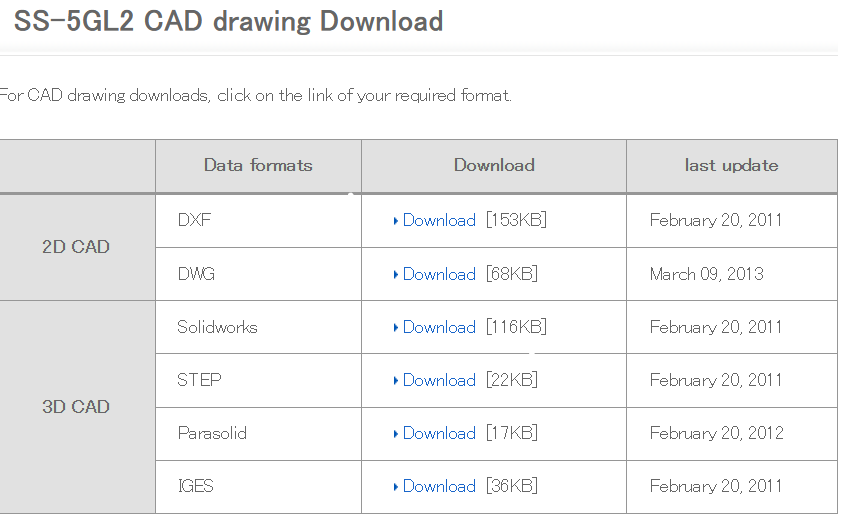 SS-5GL2 CAD drawing Download
For CAD drawing downloads, click on the link of your required format.
Data formats Download last update
2D CAD
DXF Download [153KB] February 20, 2011
DWG Download [68KB] March 09, 2013
3D CAD
Solidworks Download [116KB] February 20, 2011
STEP Download [22KB] February 20, 2011
Parasolid Download [17KB] February 20, 2012
IGES Download [36KB] February 20, 2011